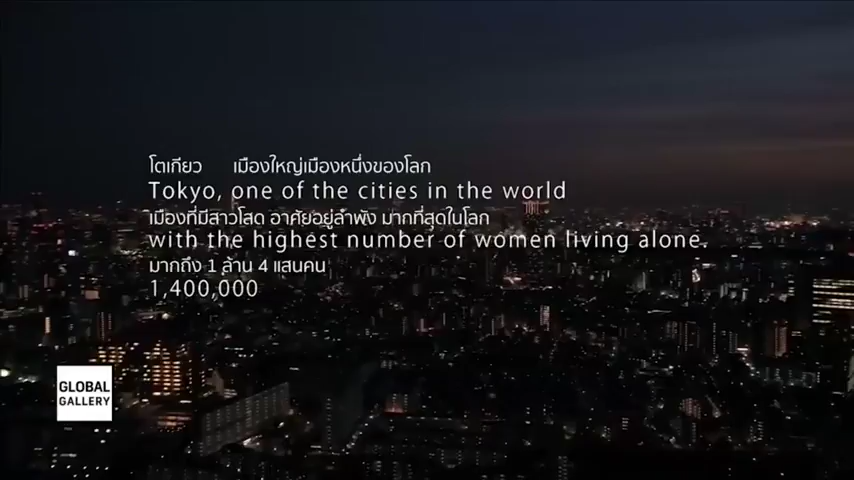 โตเกียว เมืองใหญ่เมืองหนึ่งของโลก
Tokyo, one of the cities in the world
เมืองที่มีสาวโสด อาศัยอยู่ลำพัง มากที่สุดในโลก
with the highest number of women living alone.
มากถึง 1 ล้าน 4 แสนคน
1,400,000
GLOBAL
GALLERY